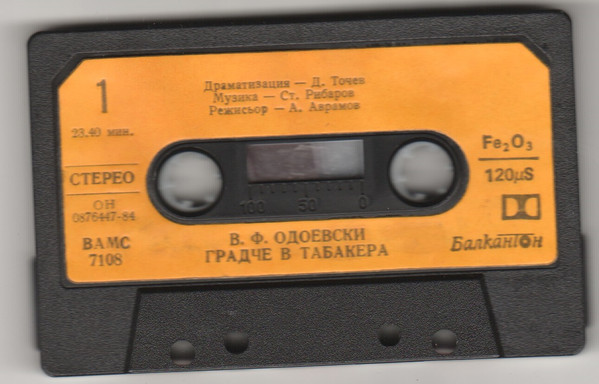 1
Драматизация — Д. Точев
Музика — Ст. Рибаров
Режисьор — А. Аврамов
23.40 мин.
СТЕРЕО
ОН
0876447-84
ВАМС
7108
Fe2O3
120µS
Балкантон
100 50 0
В. Ф. ОДОЕВСКИ
ГРАДЧЕ В ТАБАКЕРА